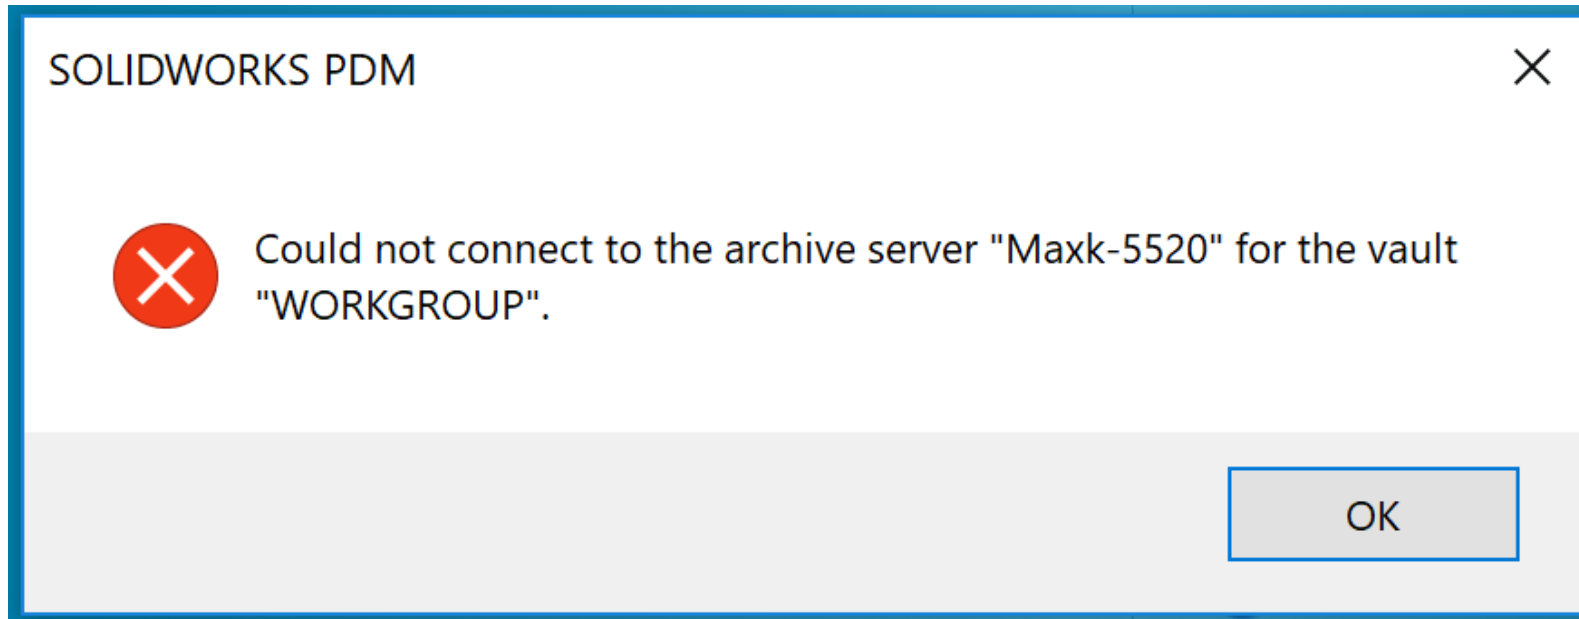 SOLIDWORKS PDM
Could not connect to the archive server "Maxk-5520" for the vault
"WORKGROUP".
OK